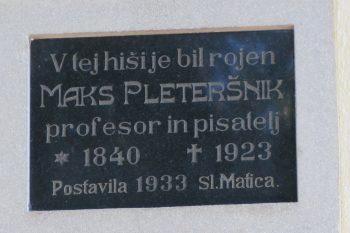 V tej hiši je bil rojen
MAKS PLETERŠNIK
profesor in pisatelj
* 1840 † 1923
Postavila 1933 Sl. Matica.